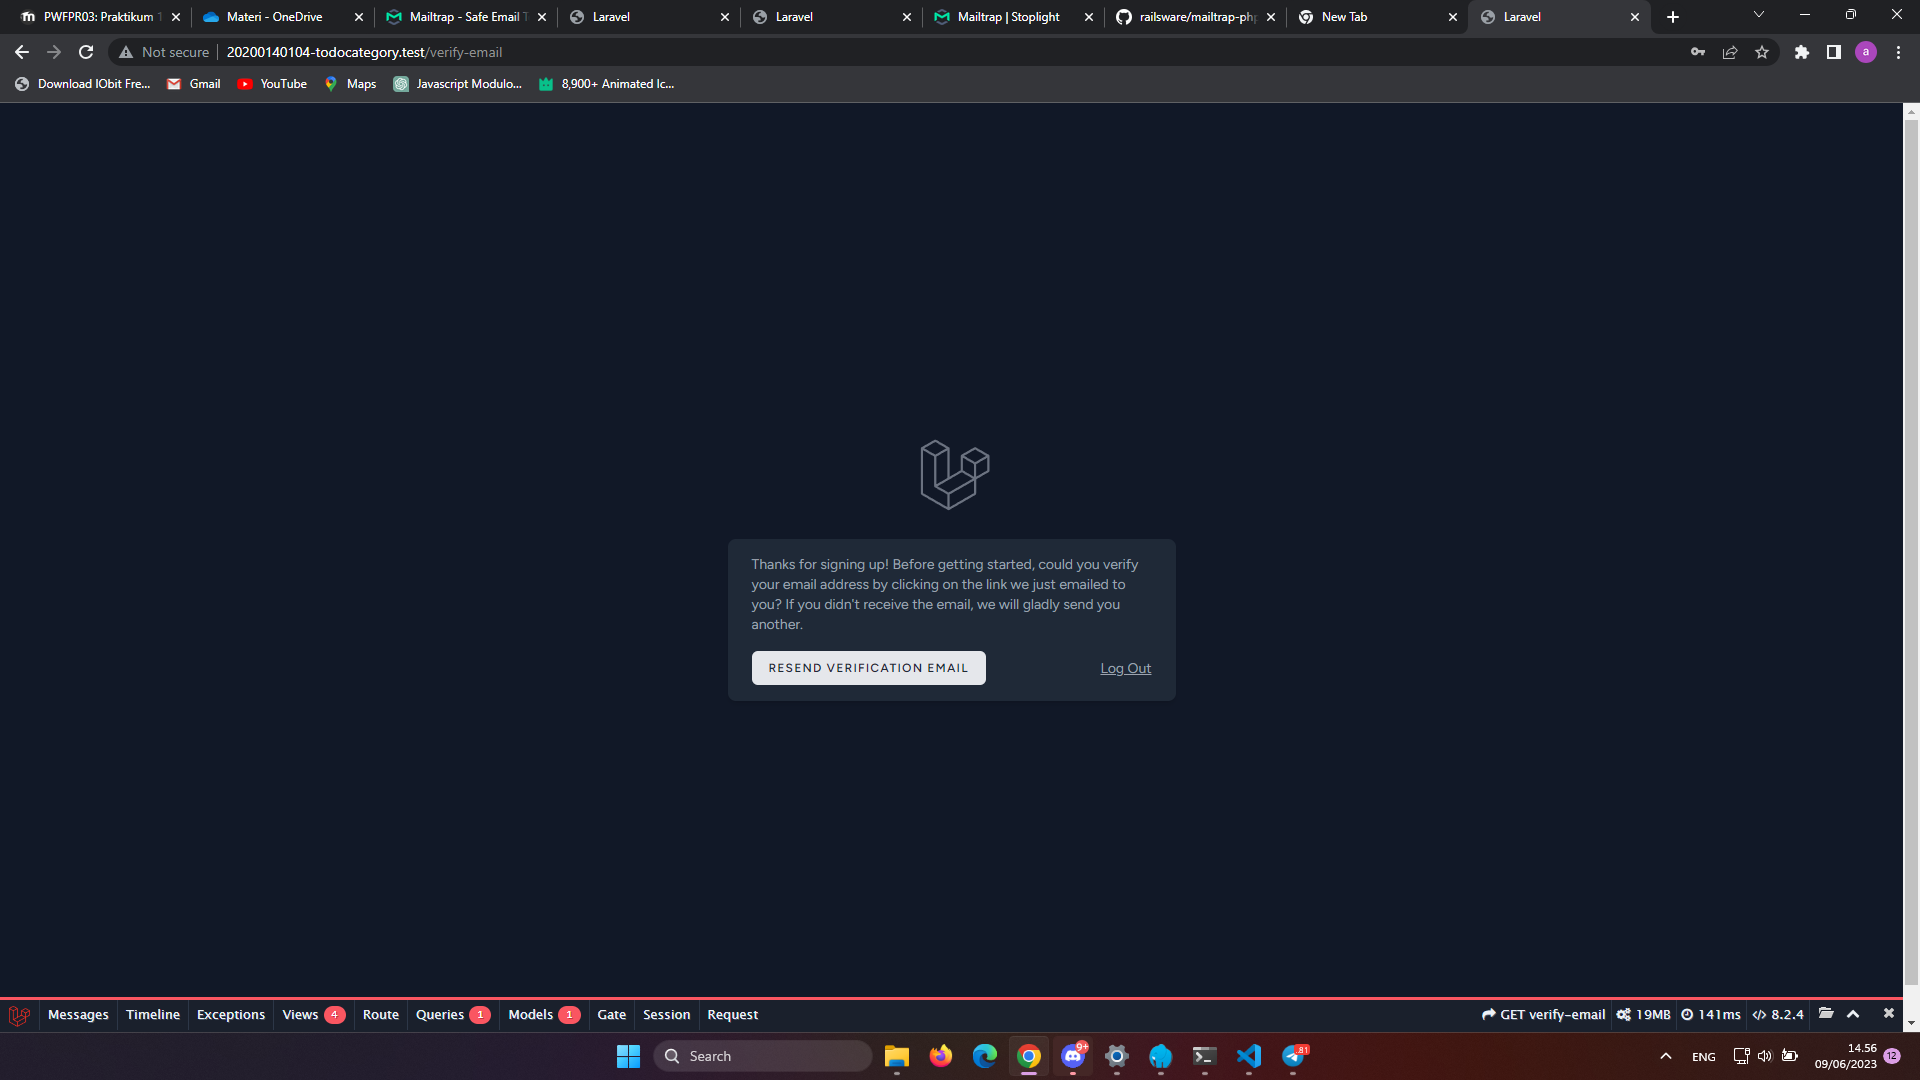 PWFPR03: Praktikum
Materi - OneDrive
Mailtrap - Safe Email T
Laravel
Laravel
Mailtrap | Stoplight
railsware/mailtrap-php
New Tab
Laravel
Not secure
20200140104-todocategory.test/verify-email
a
Download IObit Fre...
Gmail
YouTube
Maps
Javascript Modulo...
8,900+ Animated Ic...
Thanks for signing up! Before getting started, could you verify
your email address by clicking on the link we just emailed to
you? If you didn't receive the email, we will gladly send you
another.
RESEND VERIFICATION EMAIL
Log Out
Messages Timeline Exceptions Views 4 Route Queries 1 Models 1 Gate Session Request
GET verify-email 19MB 141ms 8.2.4
Search
9+
81
ENG
14.56
09/06/2023
12